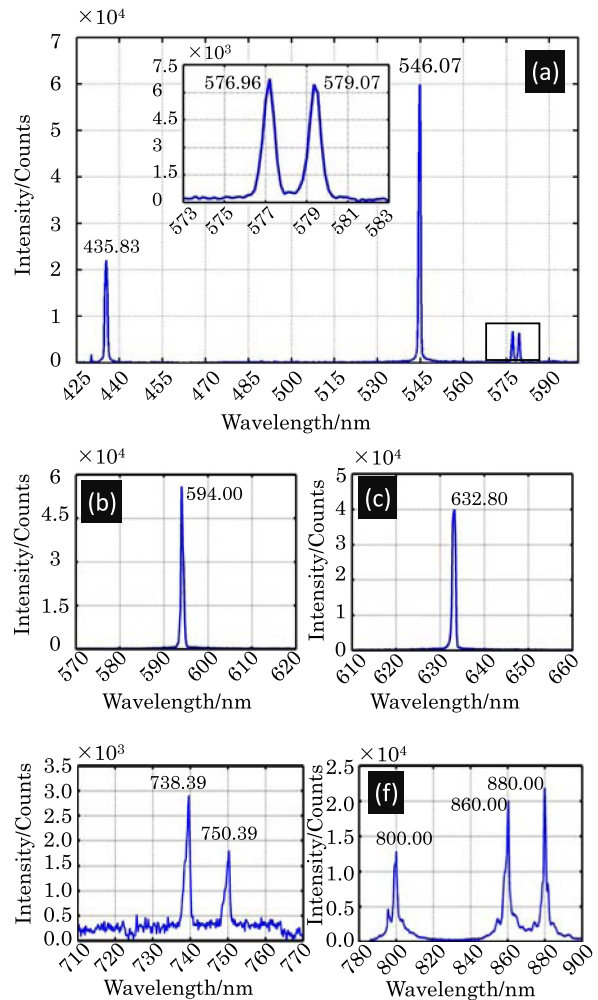 ×10⁴
7
6
5
4
3
2
1
0
Intensity/Counts
(a)
435.83
546.07
×10³
7.5
6
4.5
3
1.5
0
576.96
579.07
573 575 577 579 581 583
425 440 455 470 485 500 515 530 545 560 575 590
Wavelength/nm
×10⁴
6
4.5
3
1.5
0
Intensity/Counts
(b)
594.00
570 580 590 600 610 620
Wavelength/nm
×10⁴
5
4
3
2
1
0
Intensity/Counts
(c)
632.80
610 620 630 640 650 660
Wavelength/nm
×10³
3.5
3.0
2.5
2.0
1.5
1.0
0.5
0.0
Intensity/Counts
738.39
750.39
710 720 730 740 750 760 770
Wavelength/nm
×10⁴
2.5
2.0
1.5
1.0
0.5
0.0
Intensity/Counts
(f)
880.00
860.00
800.00
780 800 820 840 860 880 900
Wavelength/nm